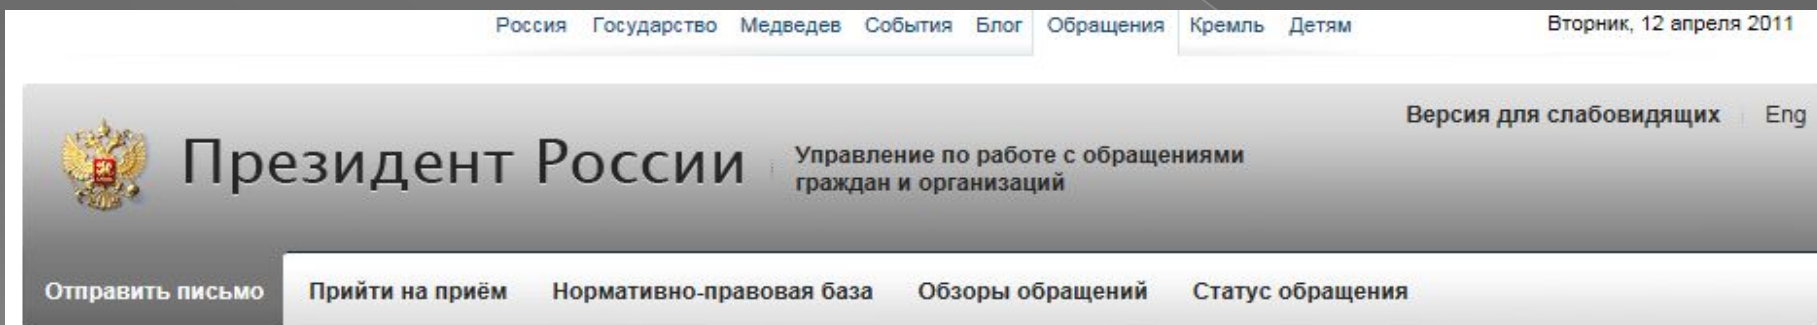 Россия Государство Медведев События Блог Обращения Кремль Детям Вторник, 12 апреля 2011
Версия для слабовидящих Eng
Президент России
Управление по работе с обращениями
граждан и организаций
Отправить письмо Прийти на приём Нормативно-правовая база Обзоры обращений Статус обращения